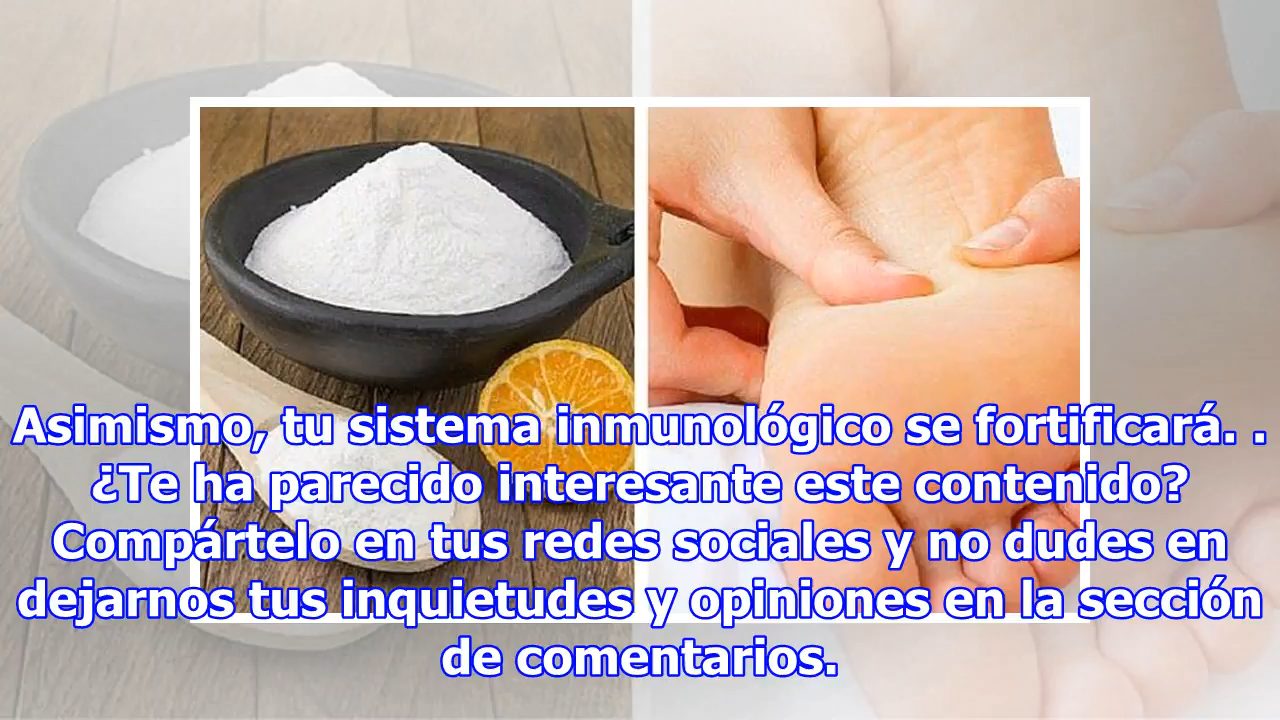 Asimismo, tu sistema inmunológico se fortificará. .
¿Te ha parecido interesante este contenido?
Compártelo en tus redes sociales y no dudes en
dejarnos tus inquietudes y opiniones en la sección
de comentarios.